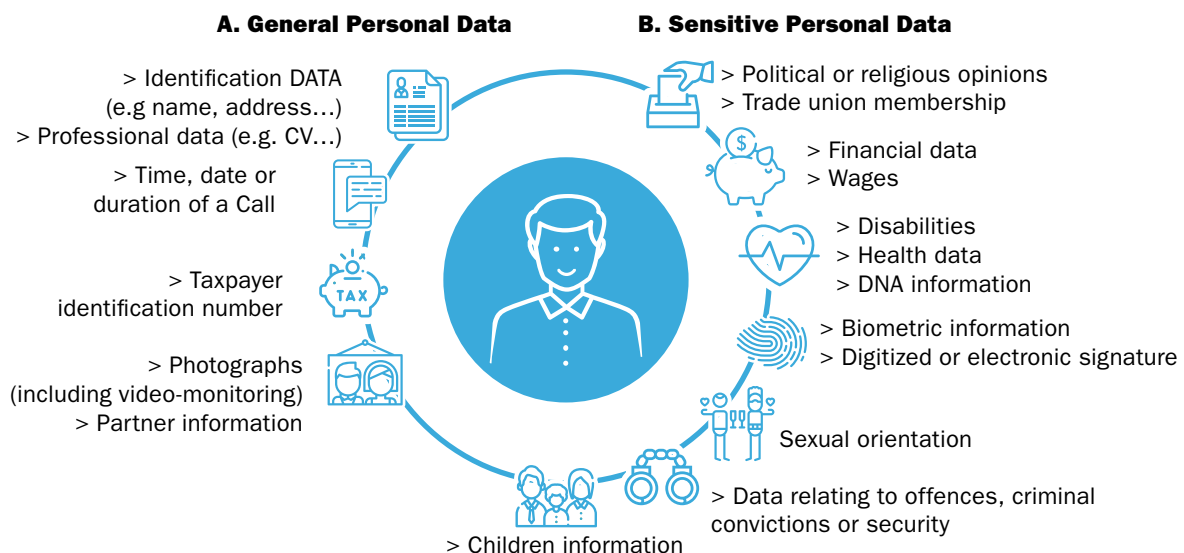 A. General Personal Data
> Identification DATA
(e.g name, address…)
> Professional data (e.g. CV…)
> Time, date or
duration of a Call
> Taxpayer
identification number
TAX
> Photographs
(including video-monitoring)
> Partner information
B. Sensitive Personal Data
> Political or religious opinions
> Trade union membership
$
> Financial data
> Wages
> Disabilities
> Health data
> DNA information
> Biometric information
> Digitized or electronic signature
Sexual orientation
> Data relating to offences, criminal
convictions or security
> Children information